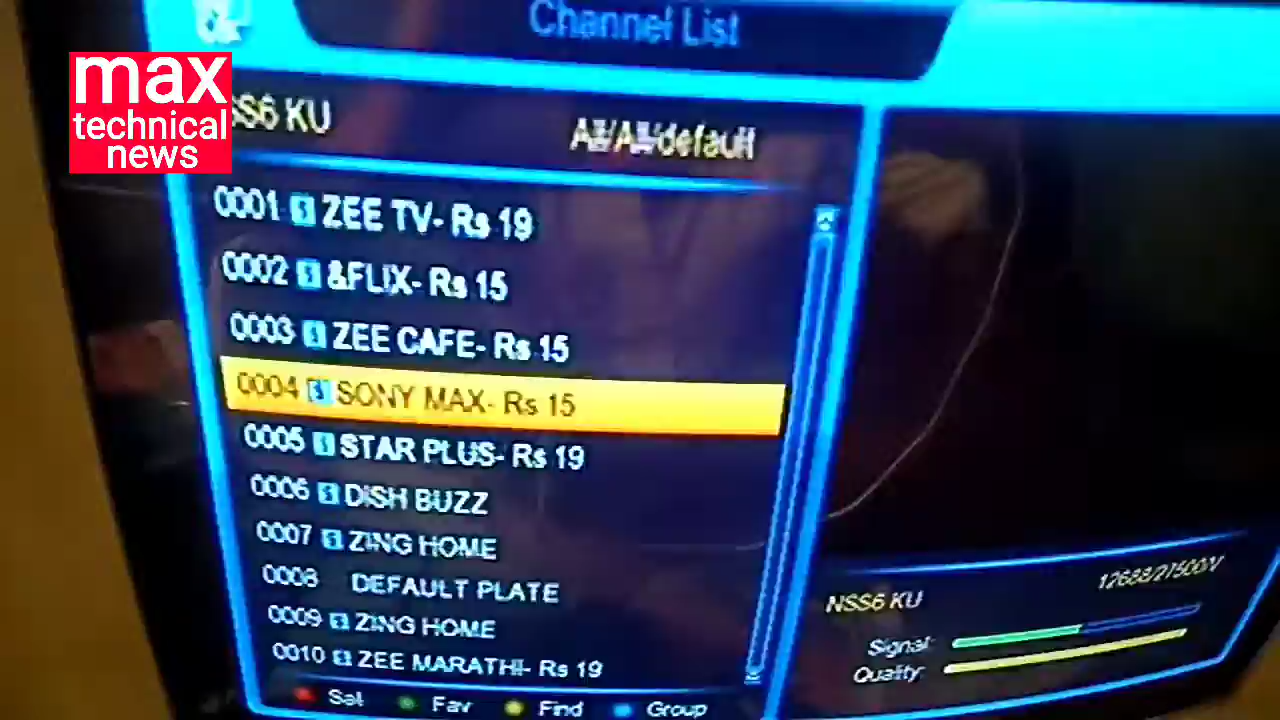 Ok
Channel List
max
technical
news
SS6 KU
All/All/default
0001 $ ZEE TV- Rs 19
0002 $ &FLIX- Rs 15
0003 $ ZEE CAFE- Rs 15
0004 $ SONY MAX- Rs 15
0005 $ STAR PLUS- Rs 19
0006 $ DISH BUZZ
0007 $ ZING HOME
0008 DEFAULT PLATE
0009 $ ZING HOME
0010 $ ZEE MARATHI- Rs 19
Sat Fav Find Group
12688/27500/V
NSS6 KU
Signal:
Quality: